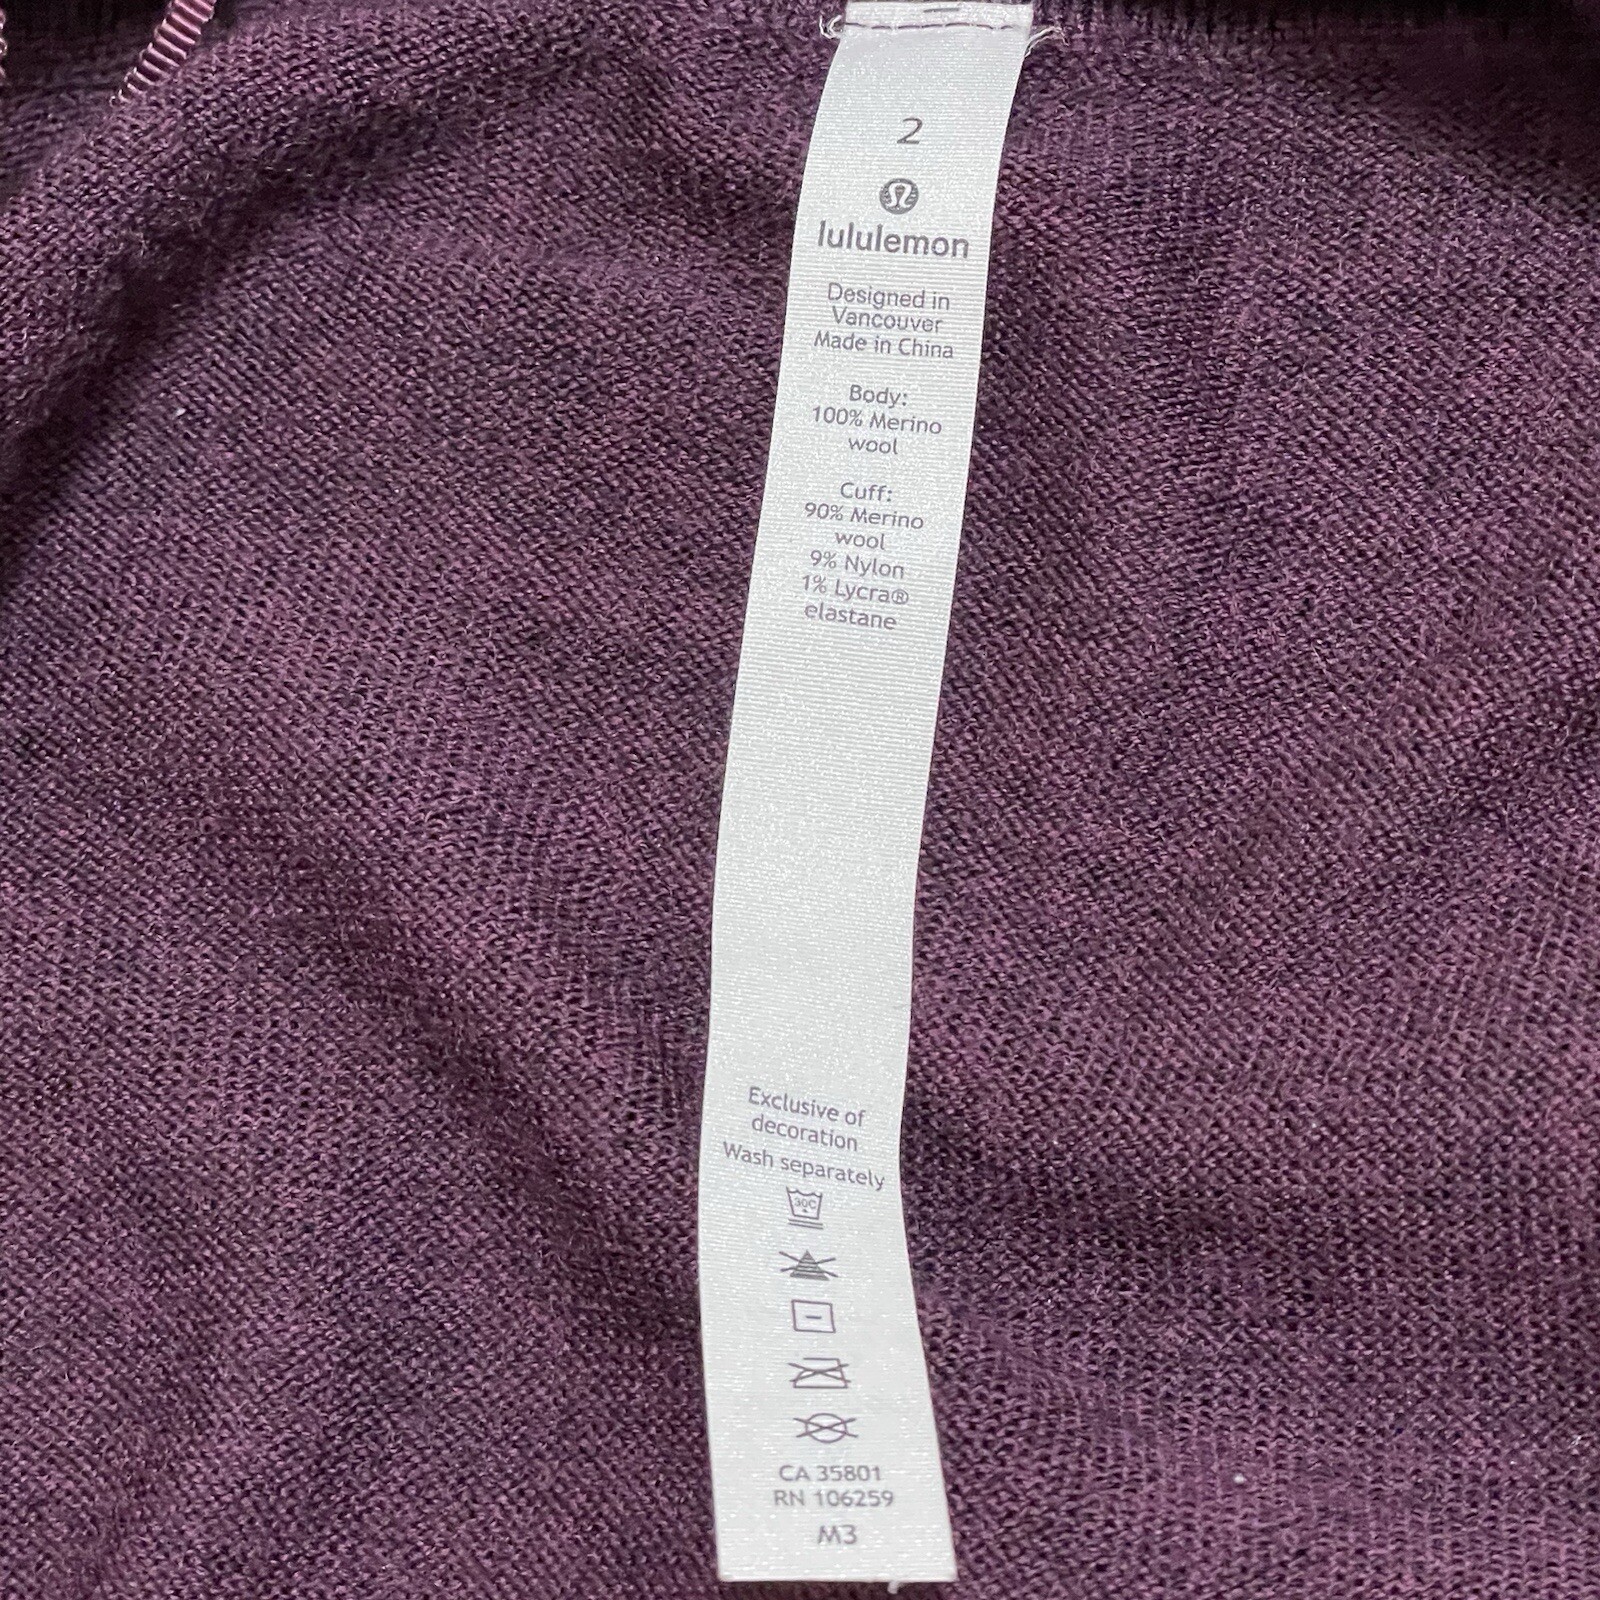 2
lululemon
Designed in
Vancouver
Made in China
Body:
100% Merino
wool
Cuff:
90% Merino
wool
9% Nylon
1% Lycra®
elastane
Exclusive of
decoration
Wash separately
30C
CA 35801
RN 106259
M3